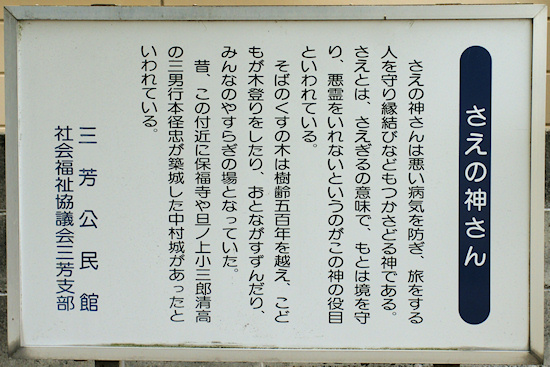 さえの神さん
さえの神さんは悪い病気を防ぎ、旅をする
人を守り縁結びなどもつかさどる神である。
さえとは、さえぎるの意味で、もとは境を守
り、悪霊をいれないというのがこの神の役目
といわれている。
そばのくすの木は樹齢五百年を越え、こど
もが木登りをしたり、おとながすずんだり、
みんなのやすらぎの場となっていた。
昔、この付近に保福寺や旦ノ上小三郎清高
の三男行本径忠が築城した中村城があったと
いわれている。
三芳公民館
社会福祉協議会三芳支部